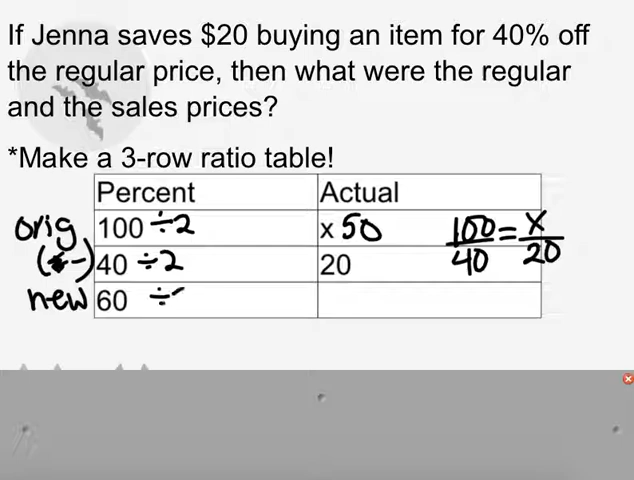 If Jenna saves $20 buying an item for 40% off
the regular price, then what were the regular
and the sales prices?
*Make a 3-row ratio table!
Percent Actual
orig 100 ÷2 x 50 100/40 = x/20
(-) 40 ÷2 20
new 60 ÷